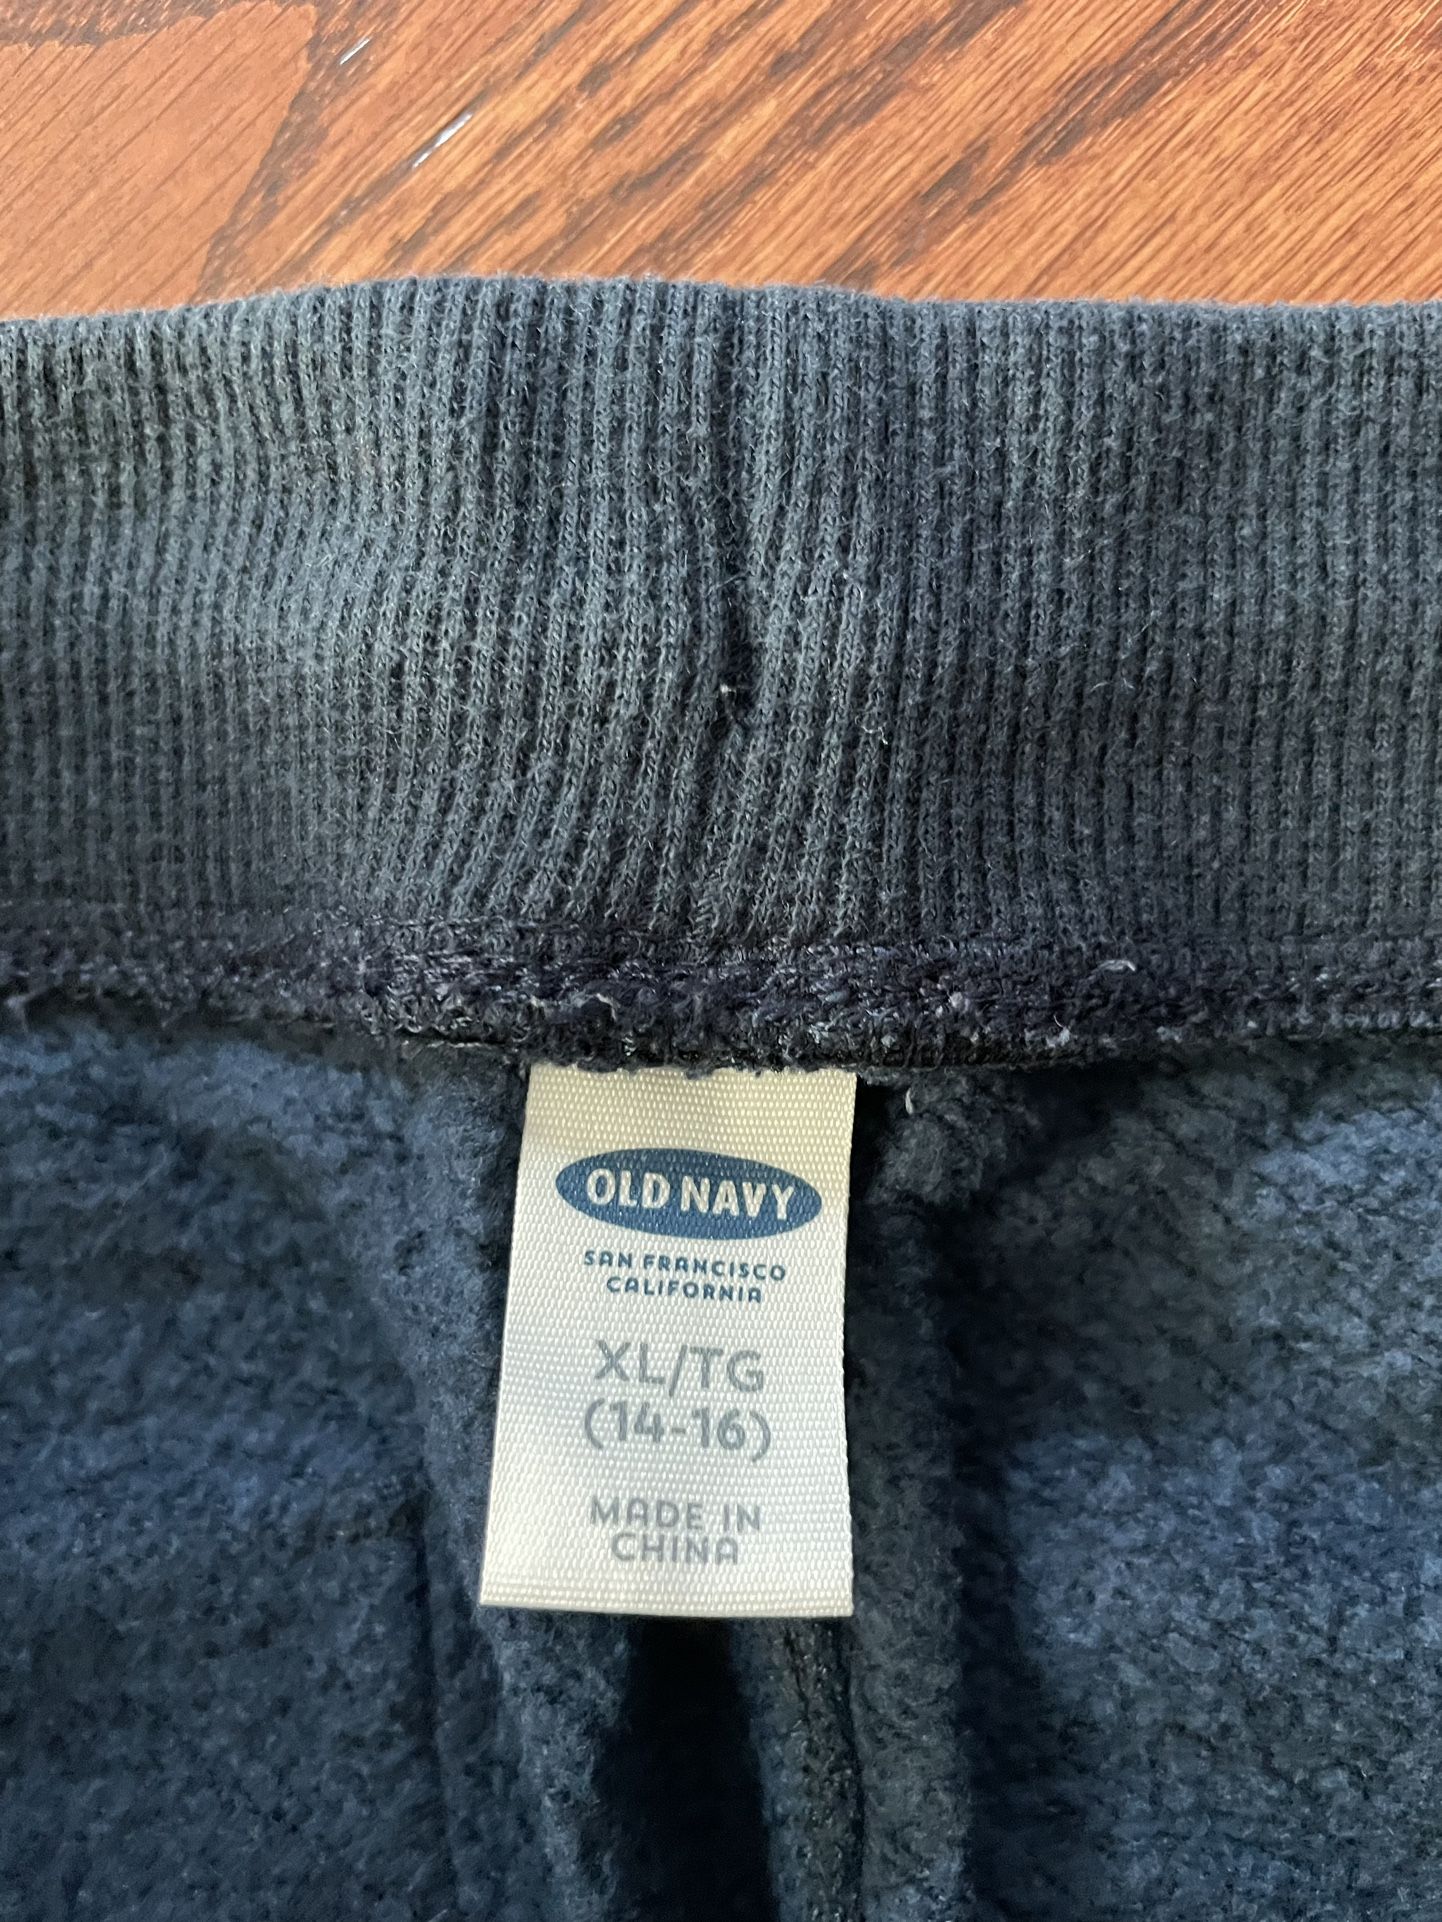 OLD NAVY
SAN FRANCISCO
CALIFORNIA
XL/TG
(14-16)
MADE IN
CHINA